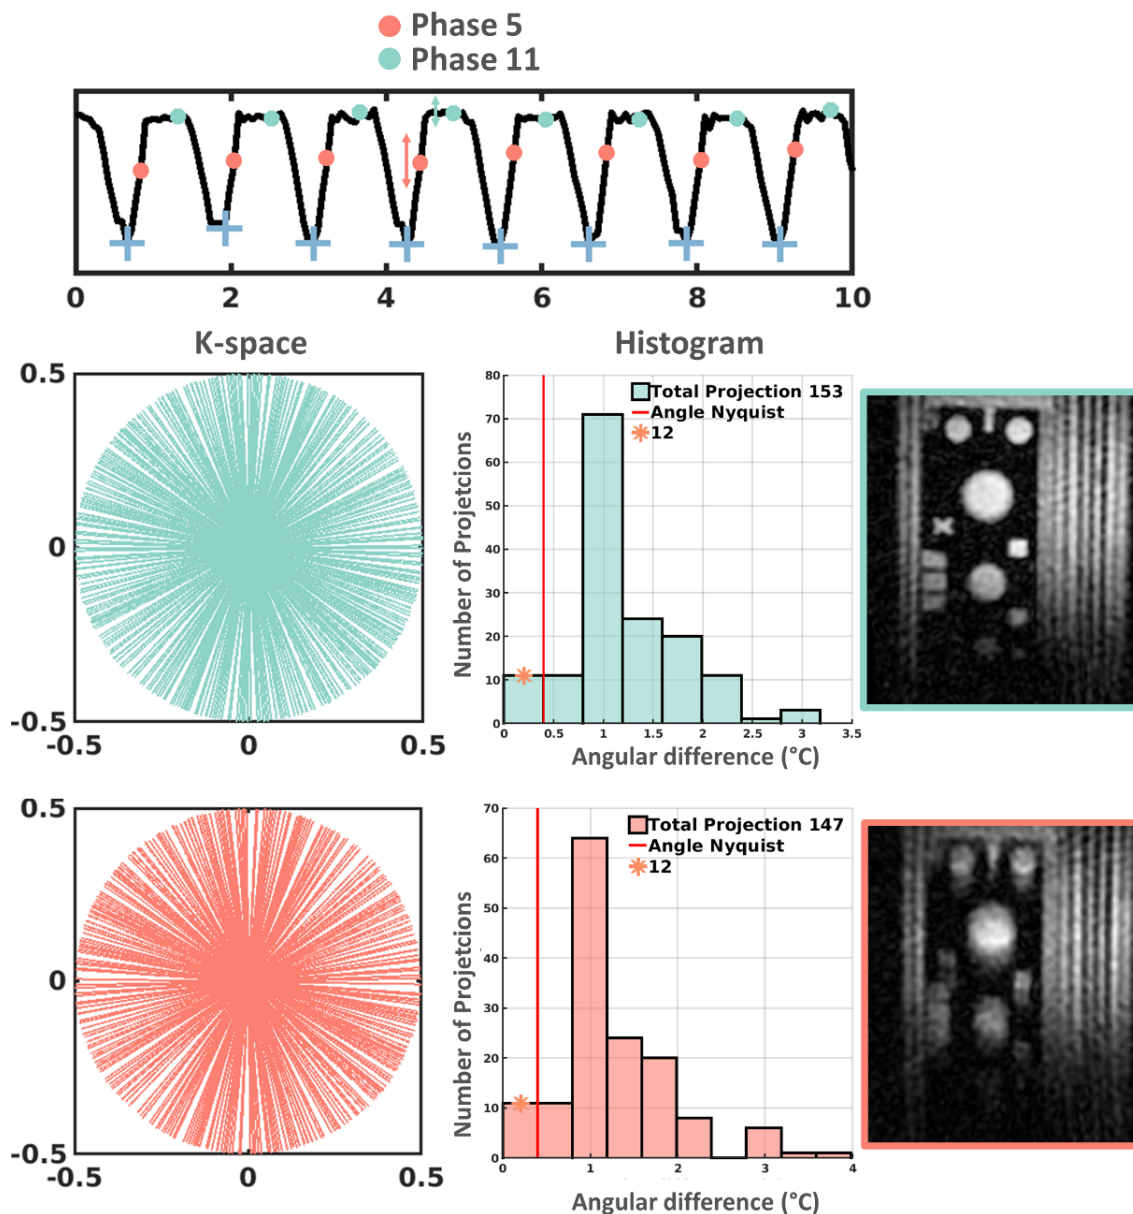 Phase 5
Phase 11
0 2 4 6 8 10
K-space
Histogram
0.5
0
-0.5
-0.5 0 0.5
80
70
60
50
40
30
20
10
0
Number of Projetcions
Total Projection 153
Angle Nyquist
12
0 0.4 0.8 1.2 1.5 2 2.5 3 3.5
Angular difference (°C)
0.5
0
-0.5
-0.5 0 0.5
70
60
50
40
30
20
10
0
Number of Projetcions
Total Projection 147
Angle Nyquist
12
0 1 2 3 4
Angular difference (°C)